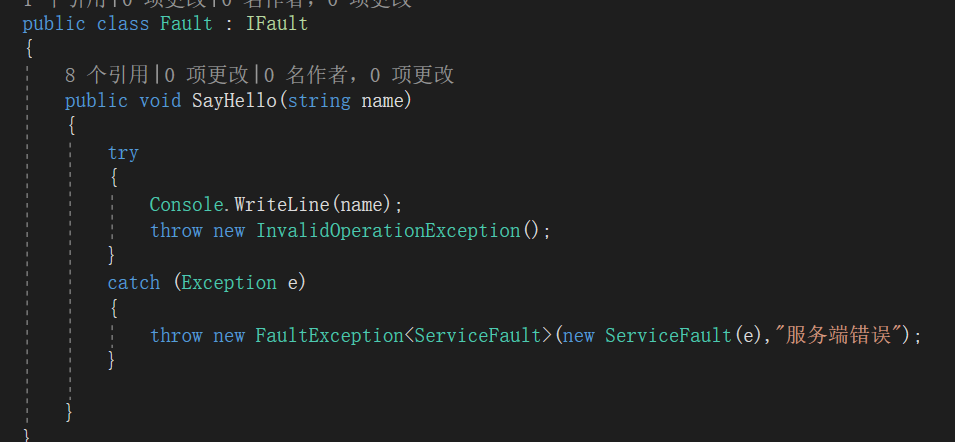 1 个引用|0 项更改|0 名作者，0 项更改
public class Fault : IFault
{
8 个引用|0 项更改|0 名作者，0 项更改
public void SayHello(string name)
{
try
{
Console.WriteLine(name);
throw new InvalidOperationException();
}
catch (Exception e)
{
throw new FaultException<ServiceFault>(new ServiceFault(e),"服务端错误");
}
}
}